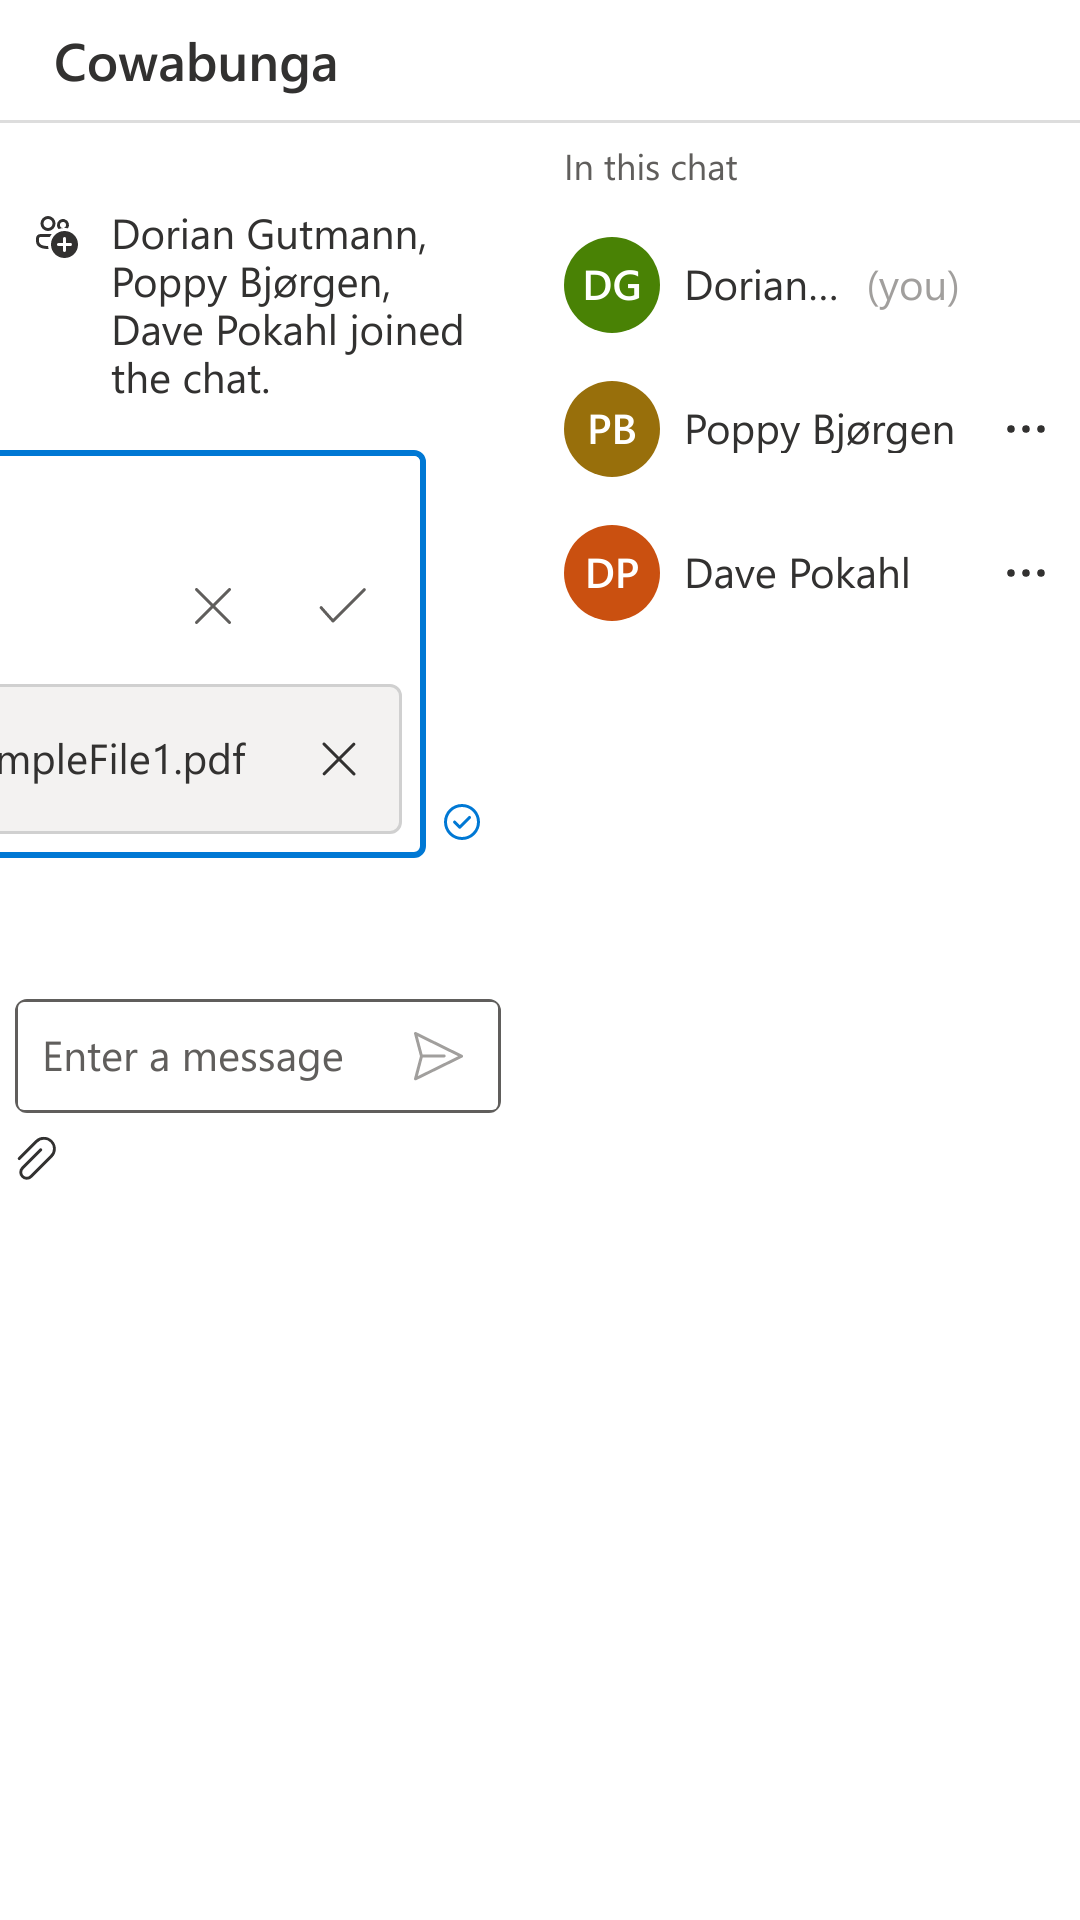 Cowabunga
In this chat
Dorian Gutmann,
Poppy Bjørgen,
Dave Pokahl joined
the chat.
DG Dorian... (you)
PB Poppy Bjørgen
DP Dave Pokahl
mpleFile1.pdf
Enter a message